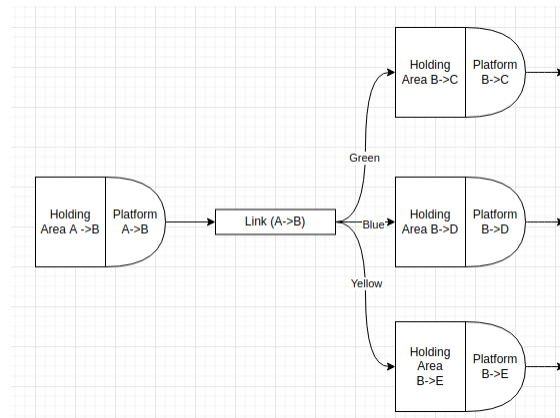 Holding
Area B->C
Platform
B->C
Green
Holding
Area A ->B
Platform
A->B
Link (A->B)
Blue
Holding
Area B->D
Platform
B->D
Yellow
Holding
Area
B->E
Platform
B->E